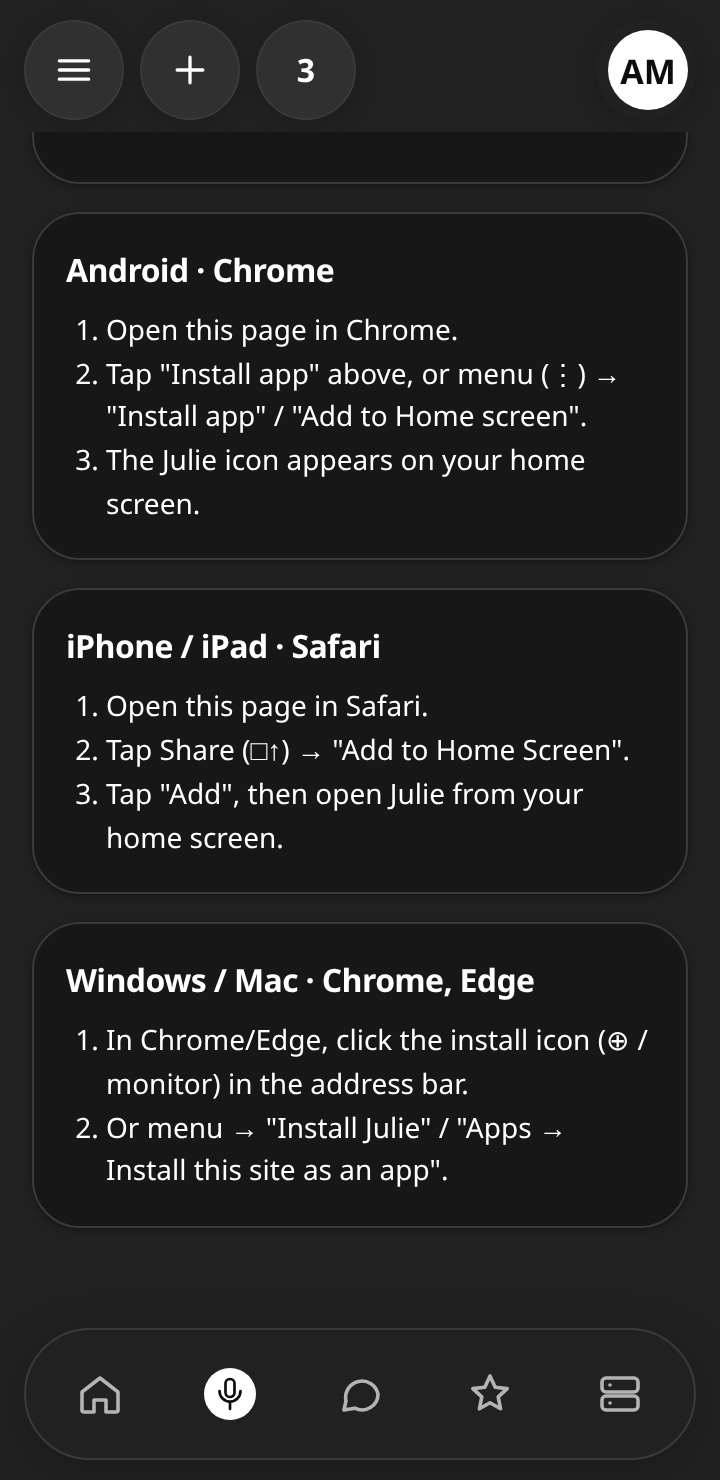 3
AM
Android · Chrome
1. Open this page in Chrome.
2. Tap "Install app" above, or menu (⋮) →
"Install app" / "Add to Home screen".
3. The Julie icon appears on your home
screen.
iPhone / iPad · Safari
1. Open this page in Safari.
2. Tap Share (□↑) → "Add to Home Screen".
3. Tap "Add", then open Julie from your
home screen.
Windows / Mac · Chrome, Edge
1. In Chrome/Edge, click the install icon (⊕ /
monitor) in the address bar.
2. Or menu → "Install Julie" / "Apps →
Install this site as an app".